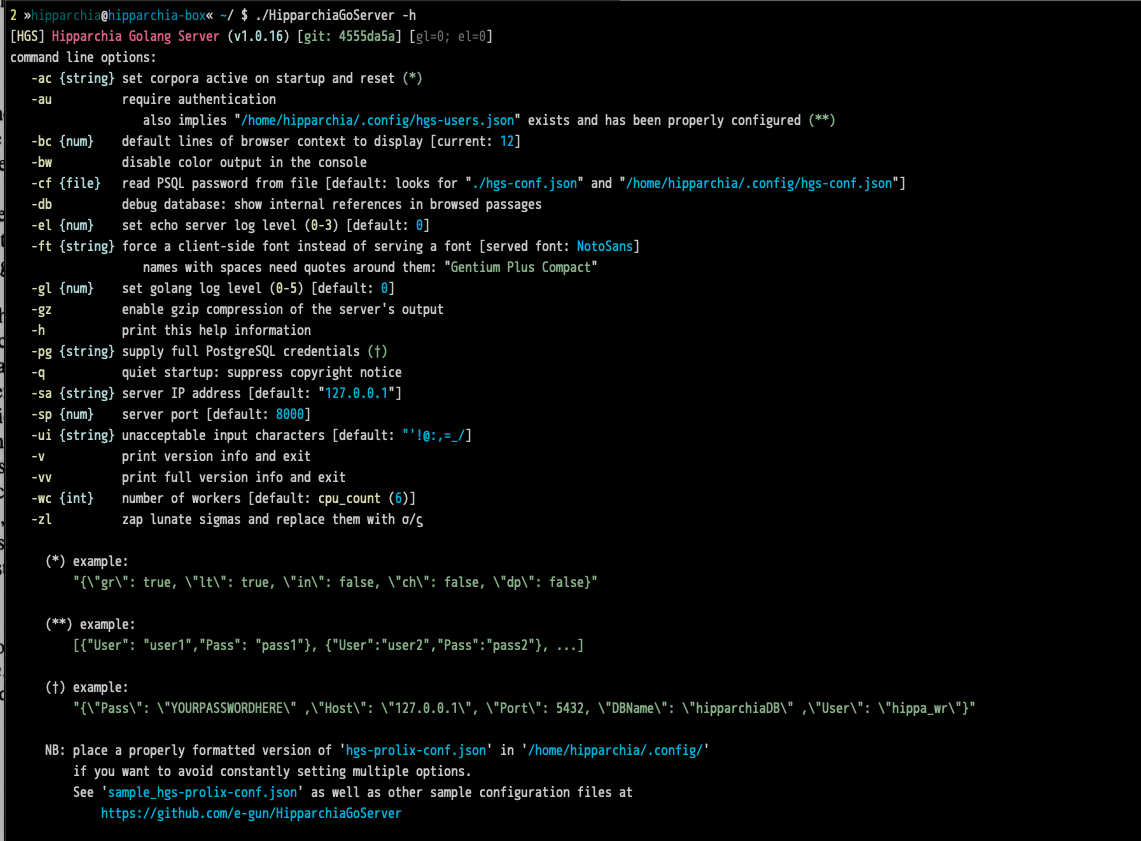 2 »hipparchia@hipparchia-box« ~/ $ ./HipparchiaGoServer -h
[HGS] Hipparchia Golang Server (v1.0.16) [git: 4555da5a] [gl=0; el=0]
command line options:
-ac {string} set corpora active on startup and reset (*)
-au require authentication
also implies "/home/hipparchia/.config/hgs-users.json" exists and has been properly configured (**)
-bc {num} default lines of browser context to display [current: 12]
-bw disable color output in the console
-cf {file} read PSQL password from file [default: looks for "./hgs-conf.json" and "/home/hipparchia/.config/hgs-conf.json"]
-db debug database: show internal references in browsed passages
-el {num} set echo server log level (0-3) [default: 0]
-ft {string} force a client-side font instead of serving a font [served font: NotoSans]
names with spaces need quotes around them: "Gentium Plus Compact"
-gl {num} set golang log level (0-5) [default: 0]
-gz enable gzip compression of the server's output
-h print this help information
-pg {string} supply full PostgreSQL credentials (†)
-q quiet startup: suppress copyright notice
-sa {string} server IP address [default: "127.0.0.1"]
-sp {num} server port [default: 8000]
-ui {string} unacceptable input characters [default: "'!@:,=_/]
-v print version info and exit
-vv print full version info and exit
-wc {int} number of workers [default: cpu_count (6)]
-zl zap lunate sigmas and replace them with σ/ς
(*) example:
"{\"gr\": true, \"lt\": true, \"in\": false, \"ch\": false, \"dp\": false}"
(**) example:
[{"User": "user1","Pass": "pass1"}, {"User":"user2","Pass":"pass2"}, ...]
(†) example:
"{\"Pass\": \"YOURPASSWORDHERE\" ,\"Host\": \"127.0.0.1\", \"Port\": 5432, \"DBName\": \"hipparchiaDB\" ,\"User\": \"hippa_wr\"}"
NB: place a properly formatted version of 'hgs-prolix-conf.json' in '/home/hipparchia/.config/'
if you want to avoid constantly setting multiple options.
See 'sample_hgs-prolix-conf.json' as well as other sample configuration files at
https://github.com/e-gun/HipparchiaGoServer